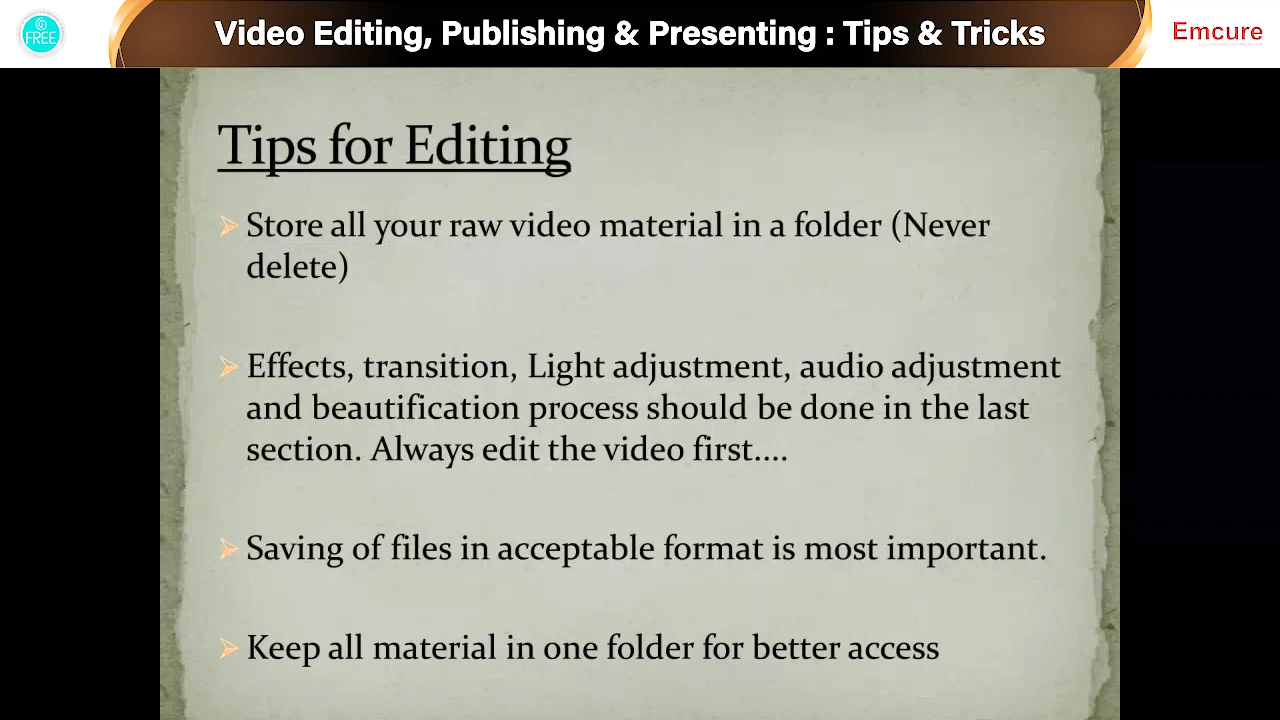 FREE
Video Editing, Publishing & Presenting : Tips & Tricks
Emcure
Tips for Editing
Store all your raw video material in a folder (Never
delete)
Effects, transition, Light adjustment, audio adjustment
and beautification process should be done in the last
section. Always edit the video first....
Saving of files in acceptable format is most important.
Keep all material in one folder for better access